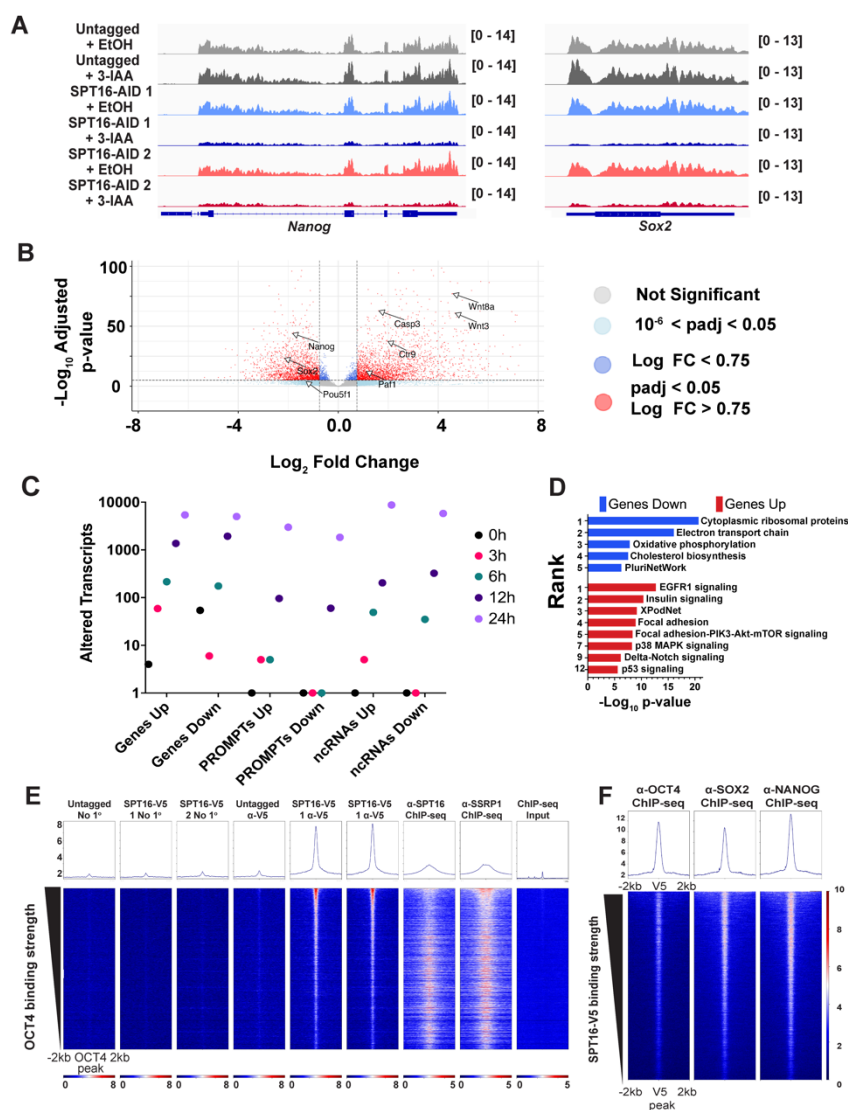 A
Untagged
+ EtOH
[0 - 14]
[0 - 13]
Untagged
+ 3-IAA
[0 - 14]
[0 - 13]
SPT16-AID 1
+ EtOH
[0 - 14]
[0 - 13]
SPT16-AID 1
+ 3-IAA
[0 - 14]
[0 - 13]
SPT16-AID 2
+ EtOH
[0 - 14]
[0 - 13]
SPT16-AID 2
+ 3-IAA
[0 - 14]
[0 - 13]
Nanog
Sox2
B
-Log10 Adjusted
p-value
100
50
0
Wnt8a
Casp3
Wnt3
Nanog
Ctr9
Sox2
Paf1
Pou5f1
-8
-4
0.0
4
8
Log2 Fold Change
Not Significant
10-6 < padj < 0.05
Log FC < 0.75
padj < 0.05
Log FC > 0.75
C
Altered Transcripts
10000
1000
100
10
1
Genes Up
Genes Down
PROMPTs Up
PROMPTs Down
ncRNAs Up
ncRNAs Down
0h
3h
6h
12h
24h
D
Genes Down
Genes Up
Rank
1 Cytoplasmic ribosomal proteins
2 Electron transport chain
3 Oxidative phosphorylation
4 Cholesterol biosynthesis
5 PluriNetWork
1 EGFR1 signaling
2 Insulin signaling
3 XPodNet
4 Focal adhesion
5 Focal adhesion-PIK3-Akt-mTOR signaling
7 p38 MAPK signaling
9 Delta-Notch signaling
12 p53 signaling
0 5 10 15 20
-Log10 p-value
E
Untagged
No 1°
SPT16-V5
1 No 1°
SPT16-V5
2 No 1°
Untagged
α-V5
SPT16-V5
1 α-V5
SPT16-V5
1 α-V5
α-SPT16
ChIP-seq
α-SSRP1
ChIP-seq
ChIP-seq
Input
8
6
4
2
OCT4 binding strength
-2kb OCT4 2kb
peak
0 8 0 8 0 8 0 8 0 8 0 8 0 5 0 5 0 5
F
α-OCT4
ChIP-seq
α-SOX2
ChIP-seq
α-NANOG
ChIP-seq
12
10
8
6
4
2
-2kb V5 2kb
SPT16-V5 binding strength
10
8
6
4
2
0
-2kb V5 2kb
peak